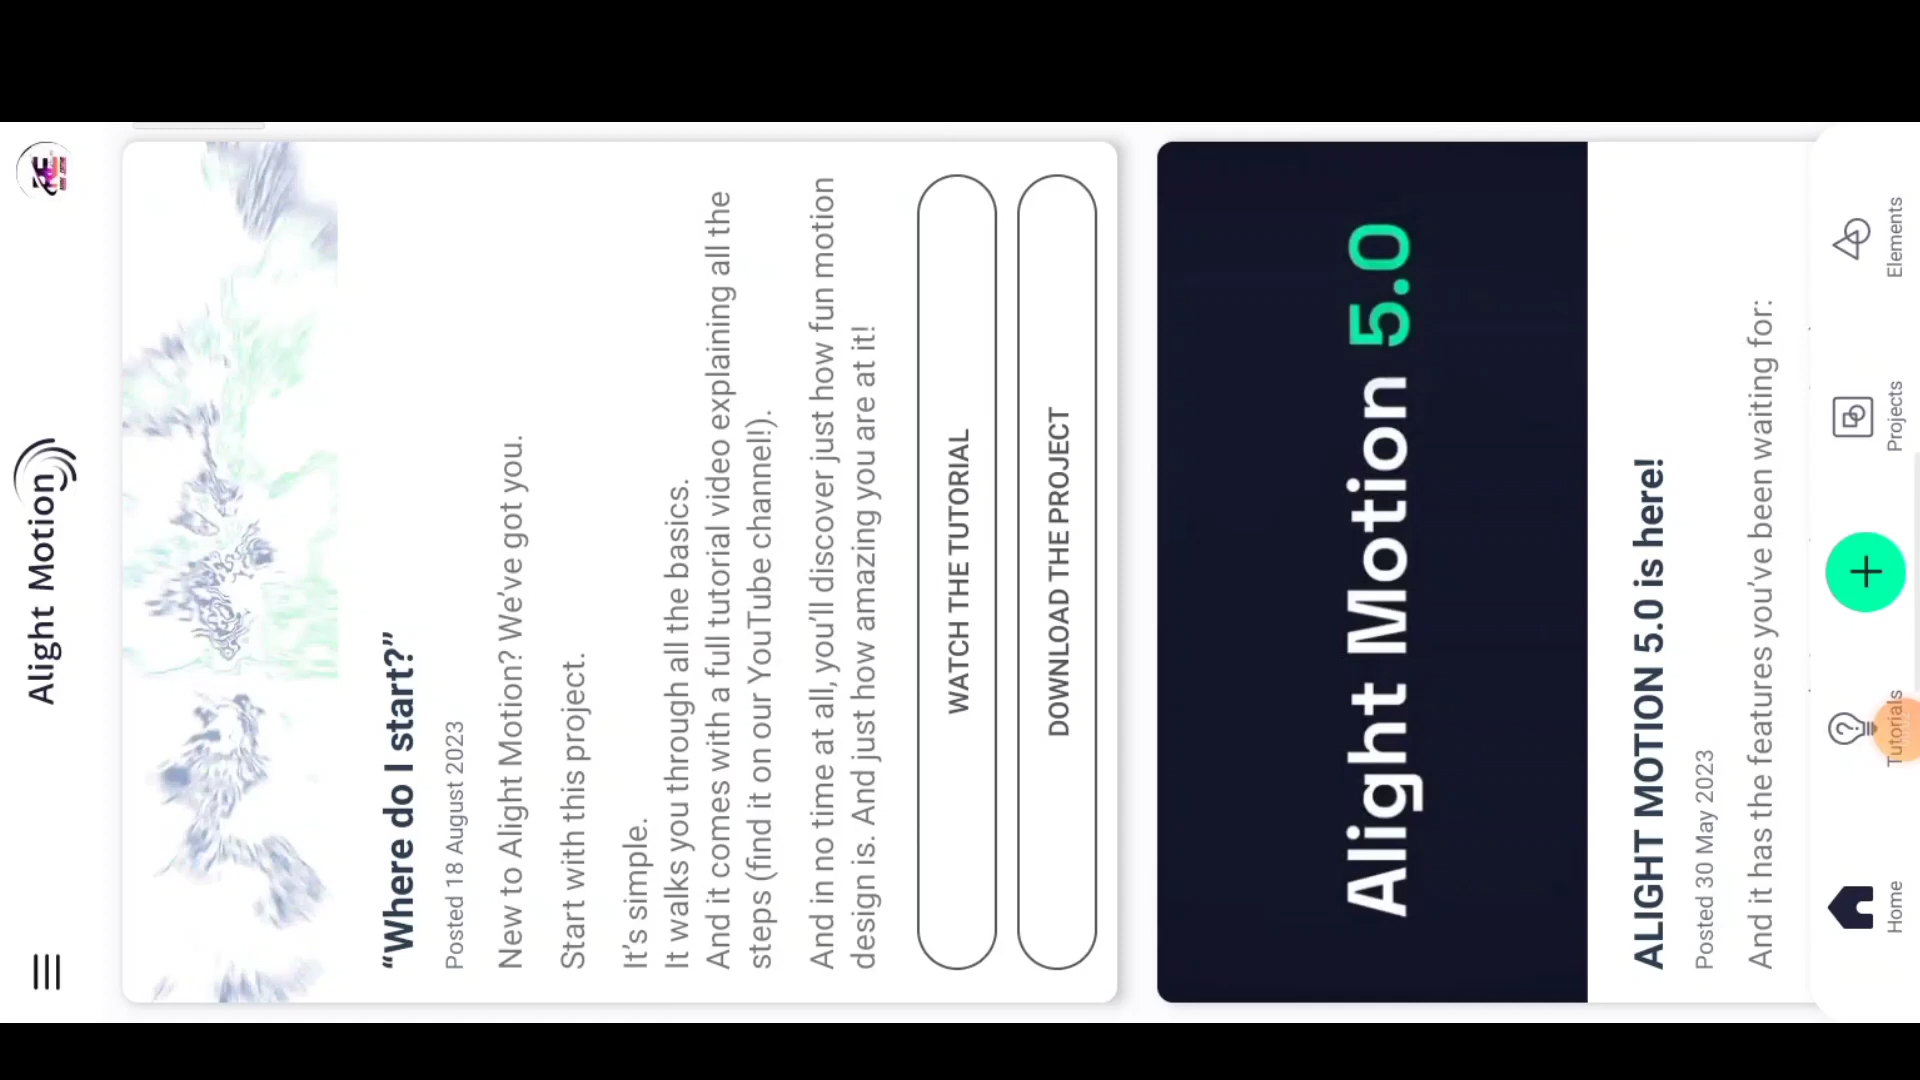 Alight Motion
“Where do I start?”
Posted 18 August 2023
New to Alight Motion? We’ve got you.
Start with this project.
It’s simple.
It walks you through all the basics.
And it comes with a full tutorial video explaining all the
steps (find it on our YouTube channel!).
And in no time at all, you’ll discover just how fun motion
design is. And just how amazing you are at it!
WATCH THE TUTORIAL
DOWNLOAD THE PROJECT
Alight Motion 5.0
ALIGHT MOTION 5.0 is here!
Posted 30 May 2023
And it has the features you’ve been waiting for:
Home
Tutorials
Projects
Elements